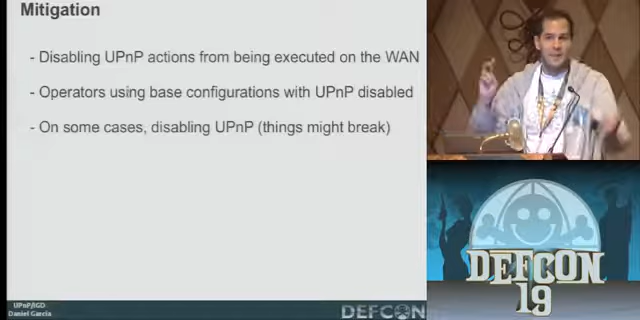 Mitigation
- Disabling UPnP actions from being executed on the WAN
- Operators using base configurations with UPnP disabled
- On some cases, disabling UPnP (things might break)
UPnP/IGD
Daniel Garcia
DEFCON
DEFCON
19